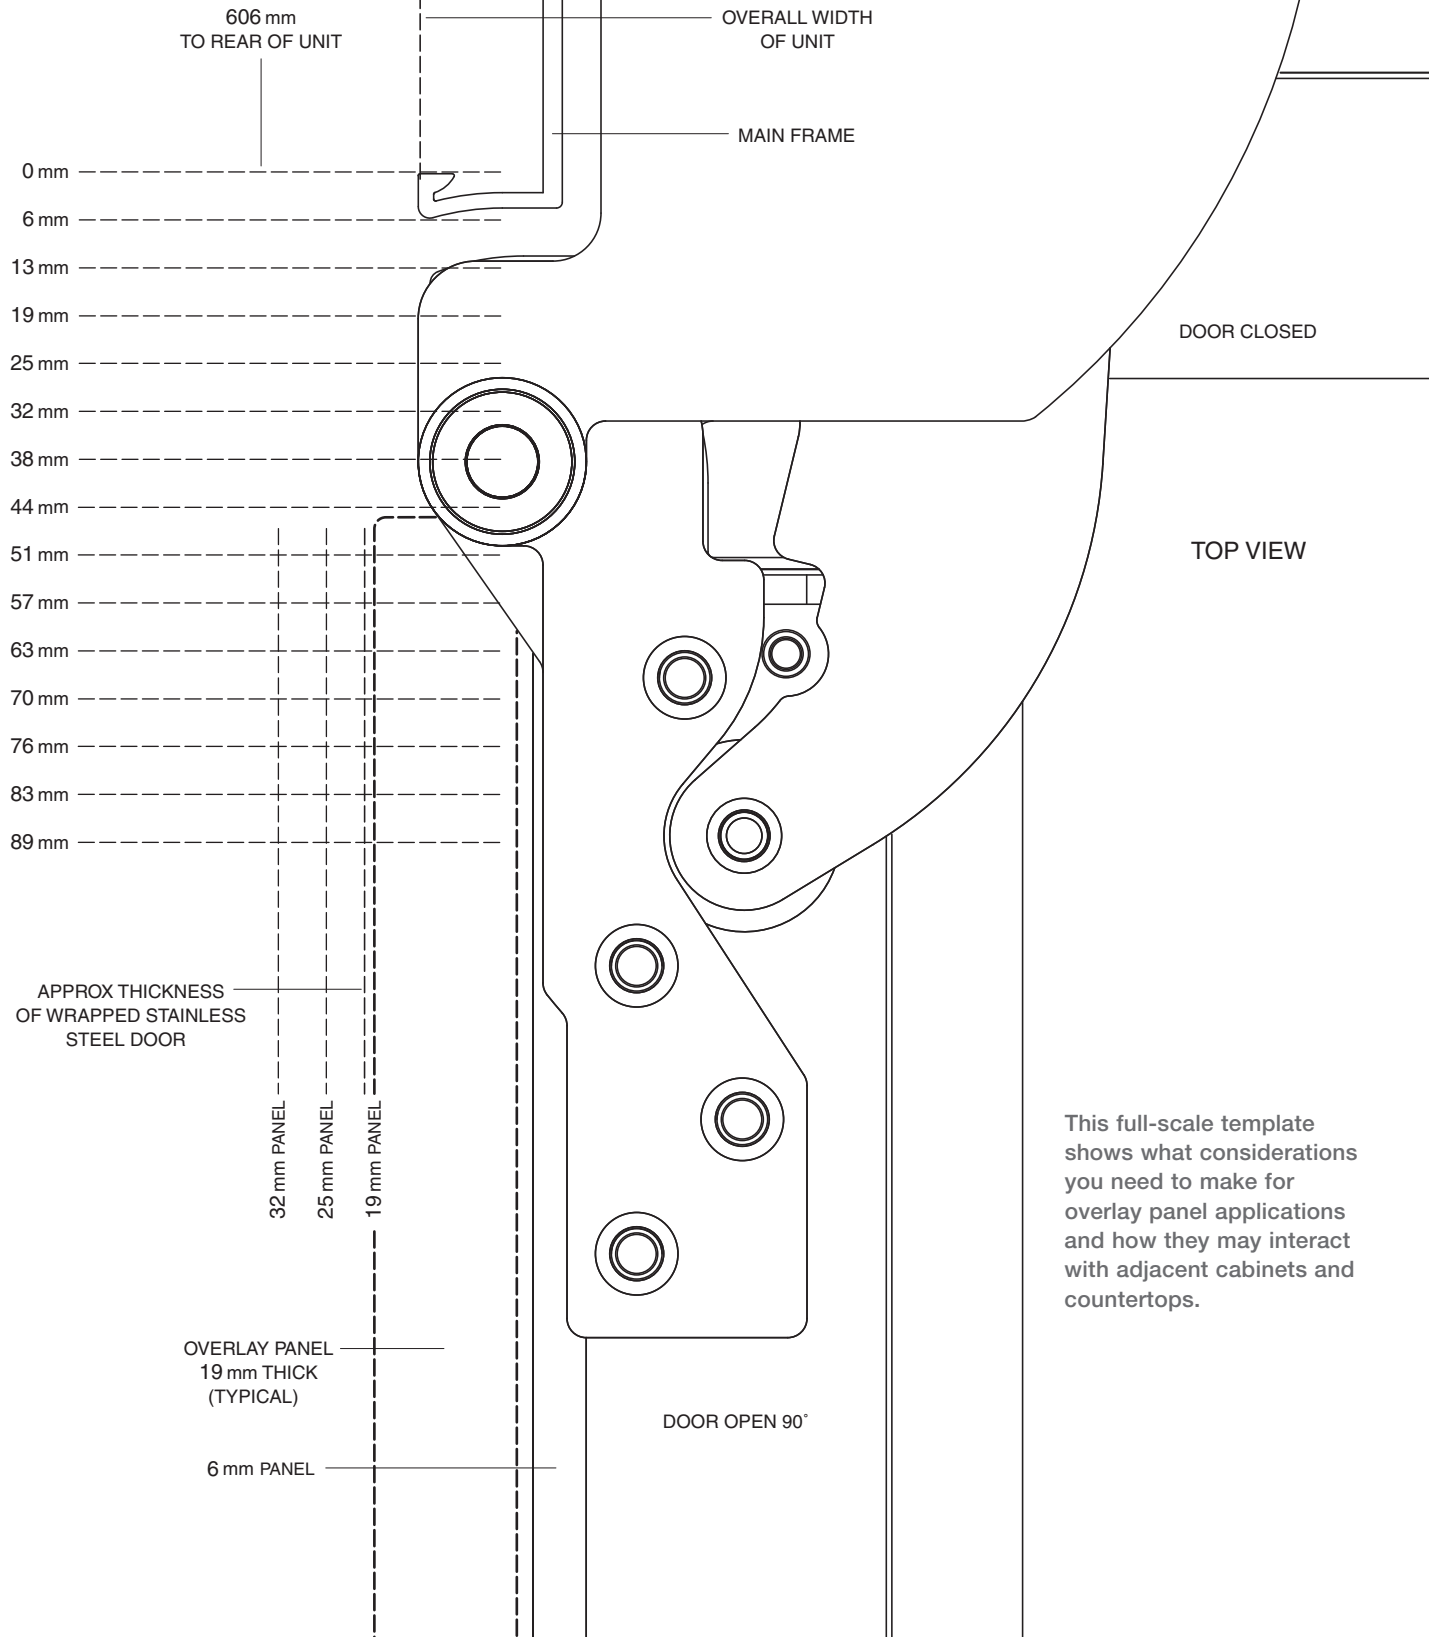 606 mm
TO REAR OF UNIT
OVERALL WIDTH
OF UNIT
MAIN FRAME
0 mm
6 mm
13 mm
19 mm
25 mm
32 mm
38 mm
44 mm
51 mm
57 mm
63 mm
70 mm
76 mm
83 mm
89 mm
DOOR CLOSED
TOP VIEW
APPROX THICKNESS
OF WRAPPED STAINLESS
STEEL DOOR
32 mm PANEL
25 mm PANEL
19 mm PANEL
This full-scale template
shows what considerations
you need to make for
overlay panel applications
and how they may interact
with adjacent cabinets and
countertops.
OVERLAY PANEL
19 mm THICK
(TYPICAL)
DOOR OPEN 90˚
6 mm PANEL